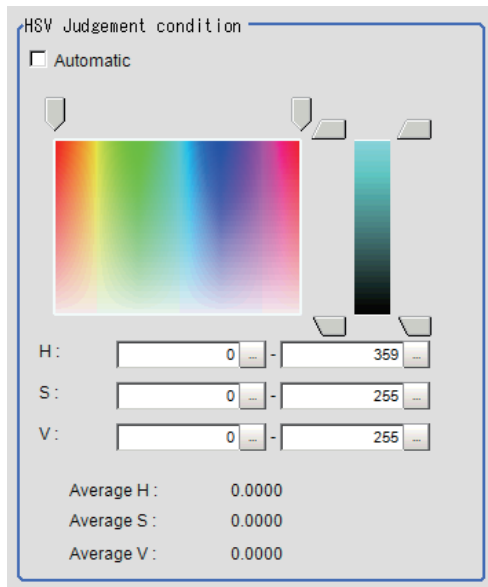 HSV Judgement condition
Automatic
H : 0 ... - 359 ...
S : 0 ... - 255 ...
V : 0 ... - 255 ...
Average H : 0.0000
Average S : 0.0000
Average V : 0.0000